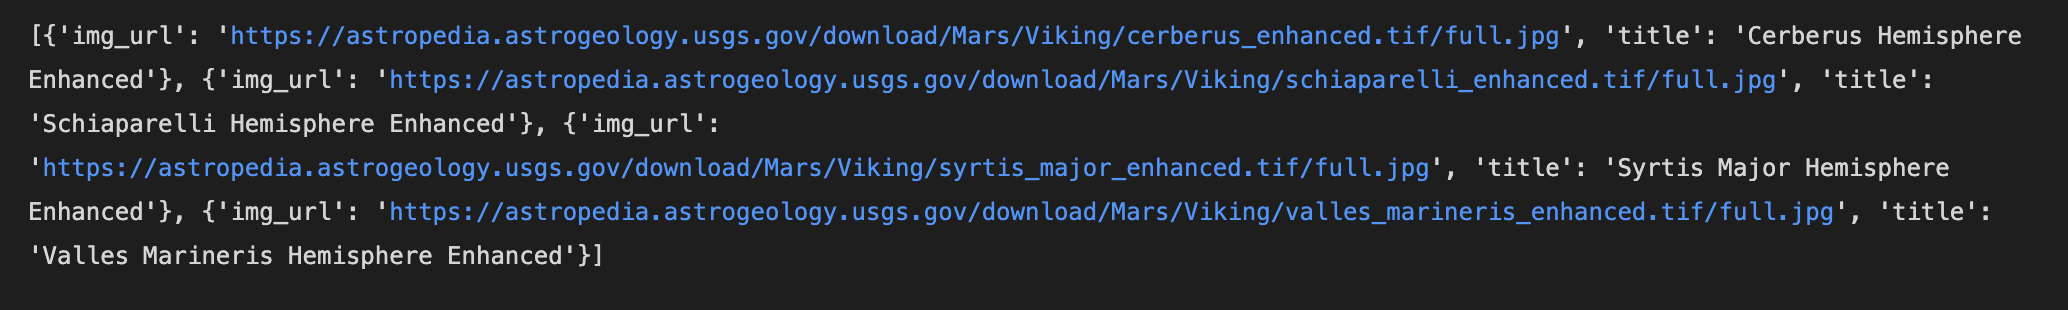 [{'img_url': 'https://astropedia.astrogeology.usgs.gov/download/Mars/Viking/cerberus_enhanced.tif/full.jpg', 'title': 'Cerberus Hemisphere
Enhanced'}, {'img_url': 'https://astropedia.astrogeology.usgs.gov/download/Mars/Viking/schiaparelli_enhanced.tif/full.jpg', 'title':
'Schiaparelli Hemisphere Enhanced'}, {'img_url':
'https://astropedia.astrogeology.usgs.gov/download/Mars/Viking/syrtis_major_enhanced.tif/full.jpg', 'title': 'Syrtis Major Hemisphere
Enhanced'}, {'img_url': 'https://astropedia.astrogeology.usgs.gov/download/Mars/Viking/valles_marineris_enhanced.tif/full.jpg', 'title':
'Valles Marineris Hemisphere Enhanced'}]